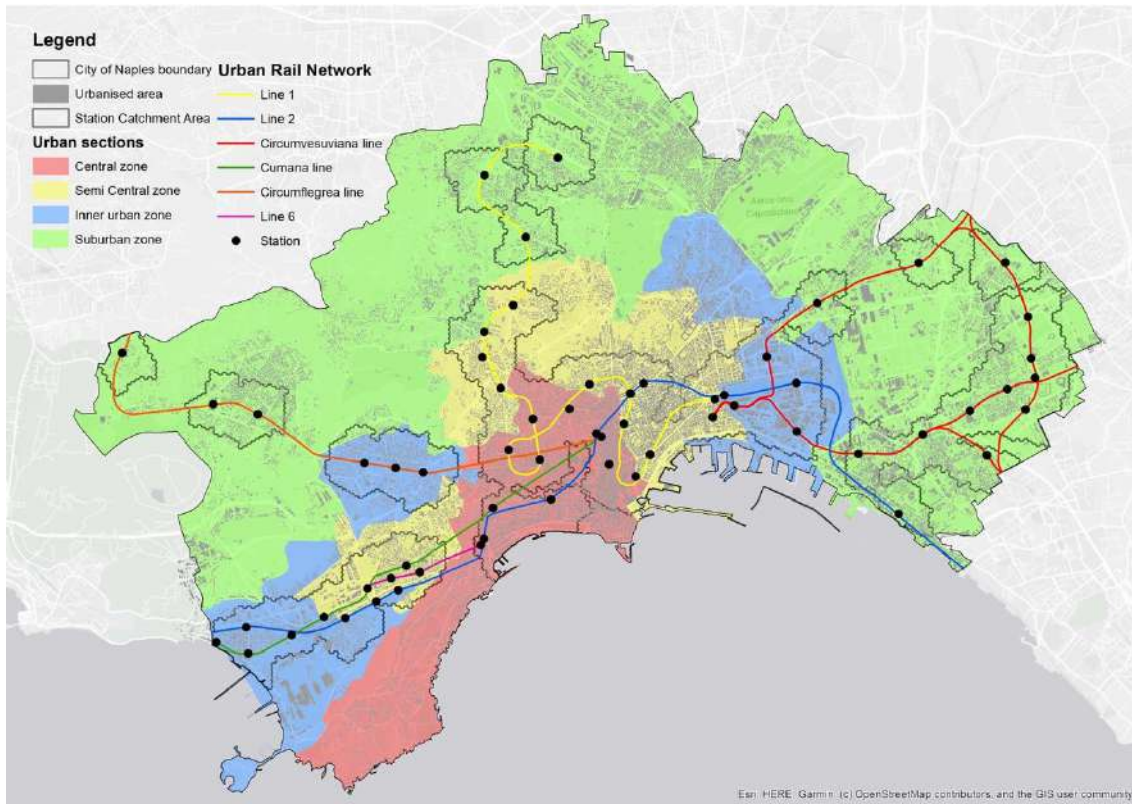 Legend
City of Naples boundary
Urbanised area
Station Catchment Area
Urban sections
Central zone
Semi Central zone
Inner urban zone
Suburban zone
Urban Rail Network
Line 1
Line 2
Circumvesuviana line
Cumana line
Circumflegrea line
Line 6
Station
Esri, HERE, Garmin, (c) OpenStreetMap contributors, and the GIS user community